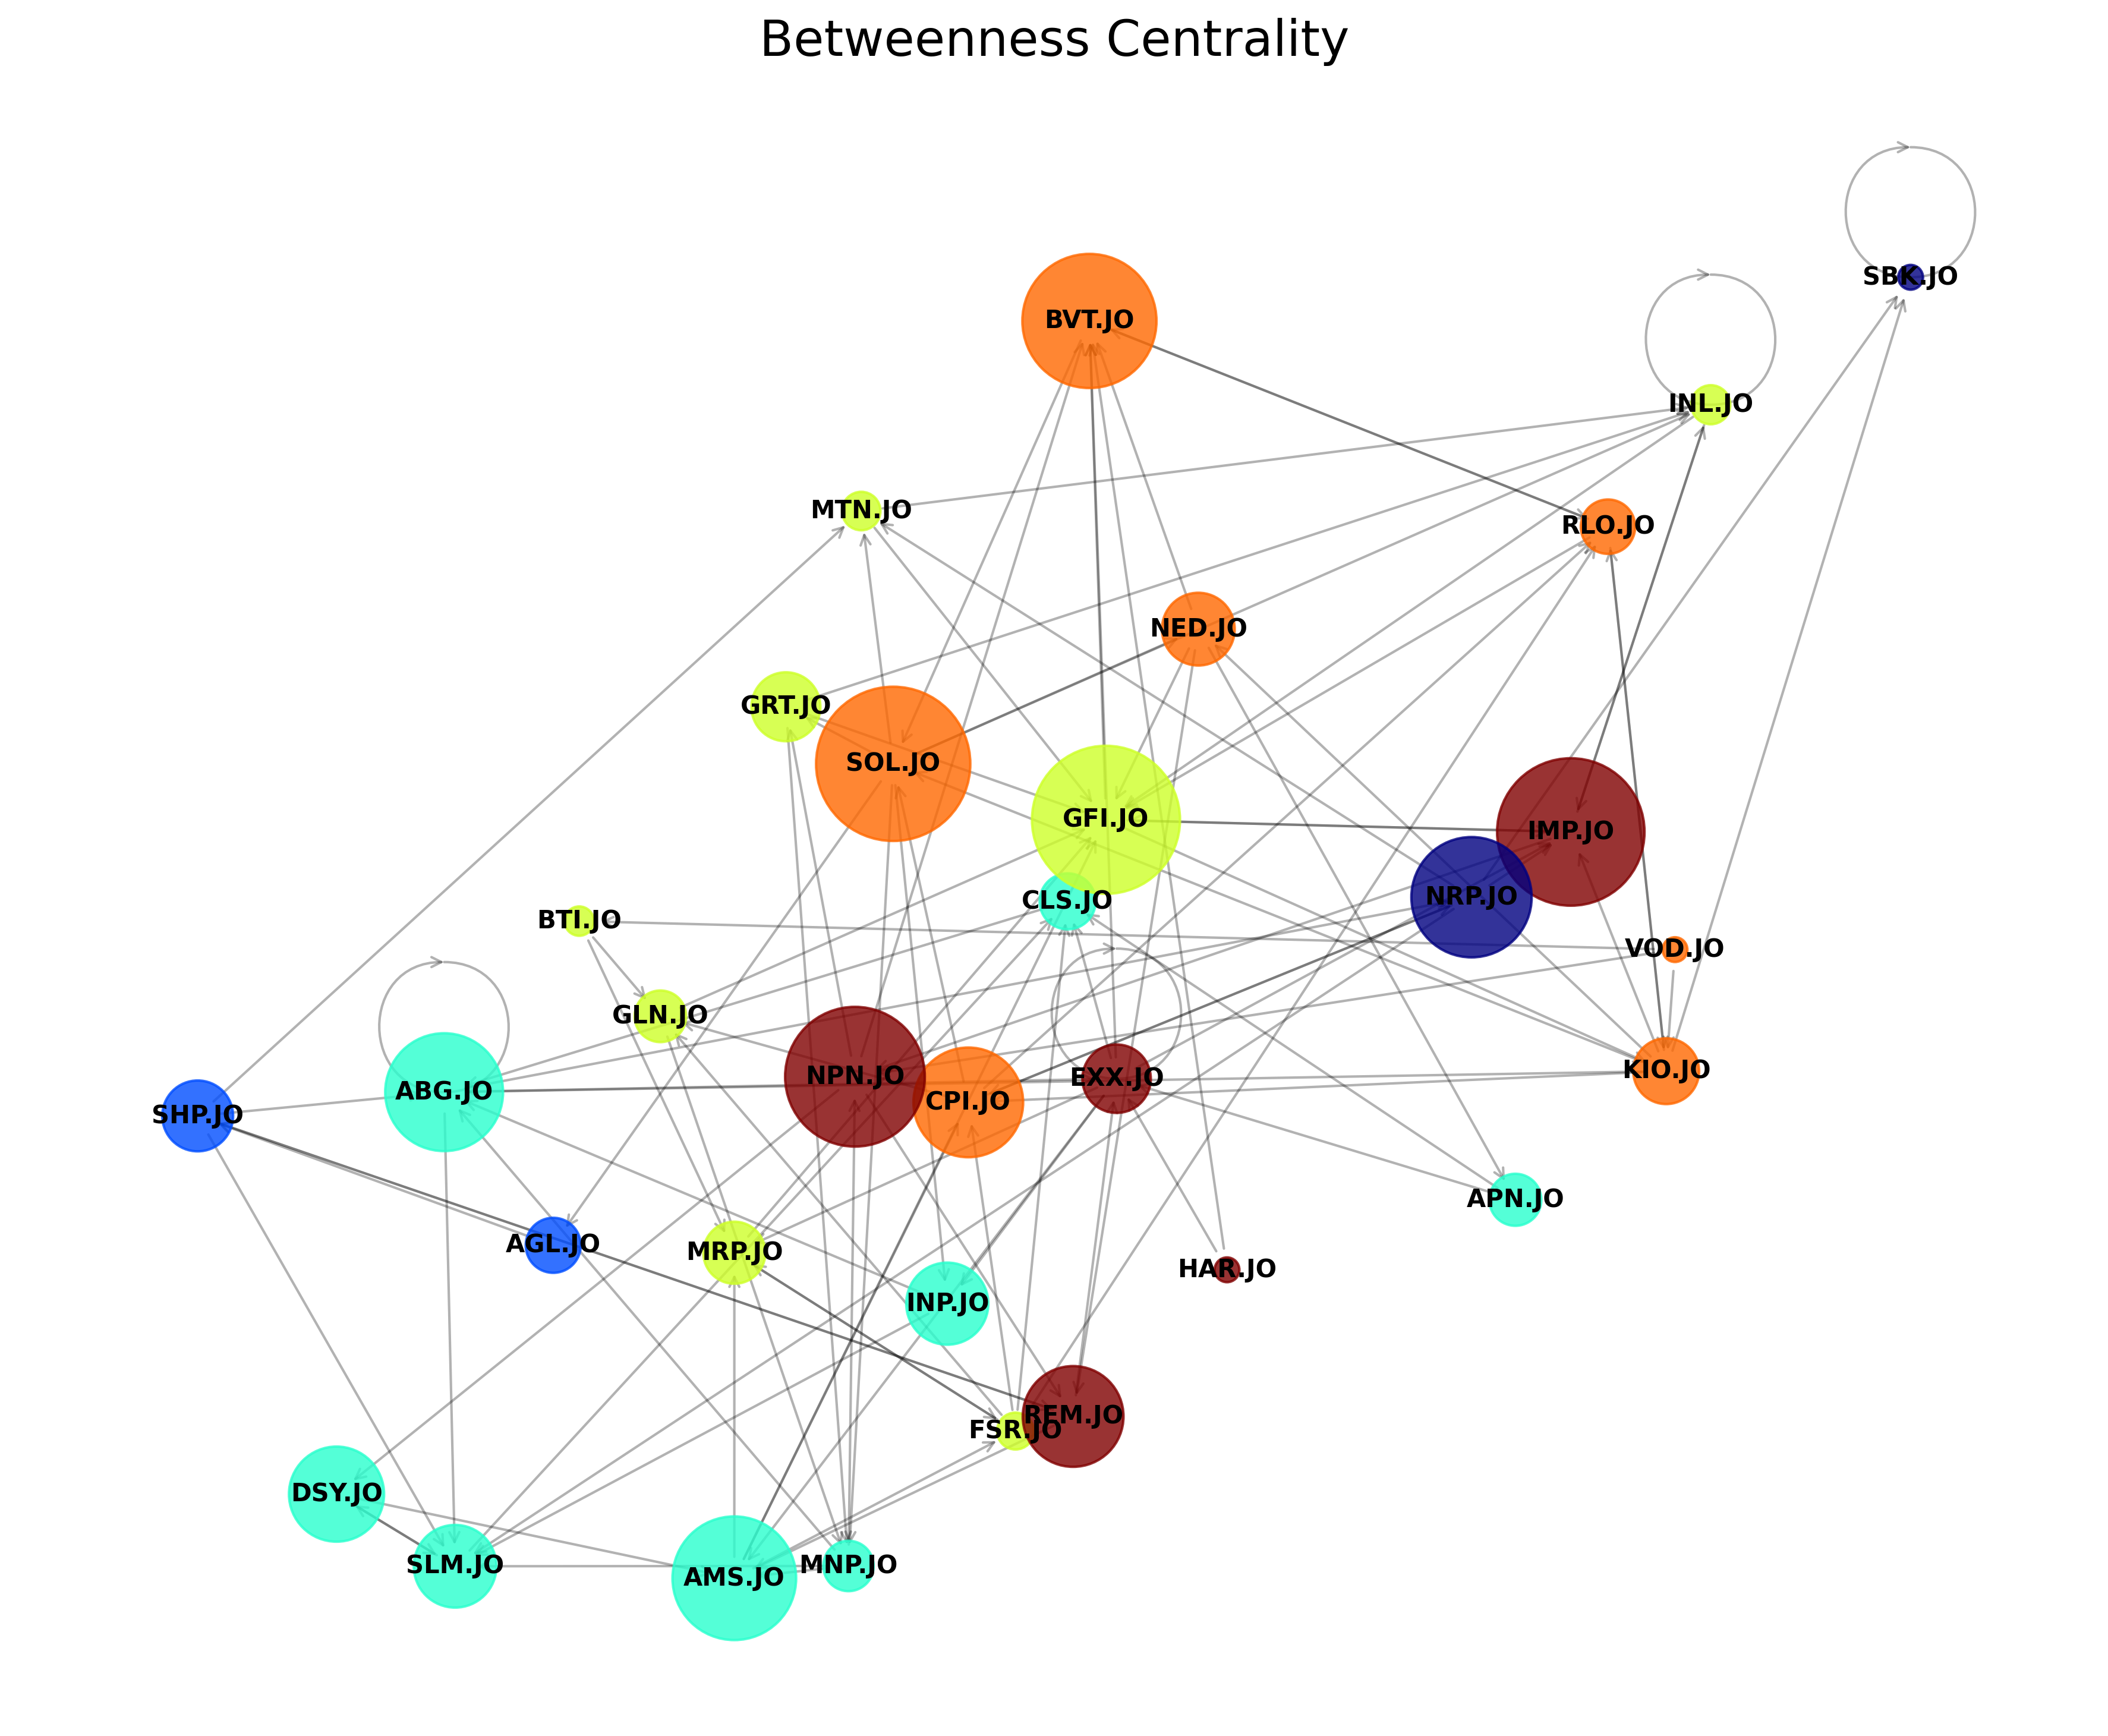 Betweenness Centrality
SBK.JO
BVT.JO
INL.JO
MTN.JO
RLO.JO
NED.JO
GRT.JO
SOL.JO
GFI.JO
IMP.JO
NRP.JO
CLS.JO
BTI.JO
VOD.JO
GLN.JO
KIO.JO
NPN.JO
EXX.JO
ABG.JO
CPI.JO
SHP.JO
APN.JO
AGL.JO
MRP.JO
HAR.JO
INP.JO
REM.JO
FSR.JO
DSY.JO
SLM.JO
MNP.JO
AMS.JO